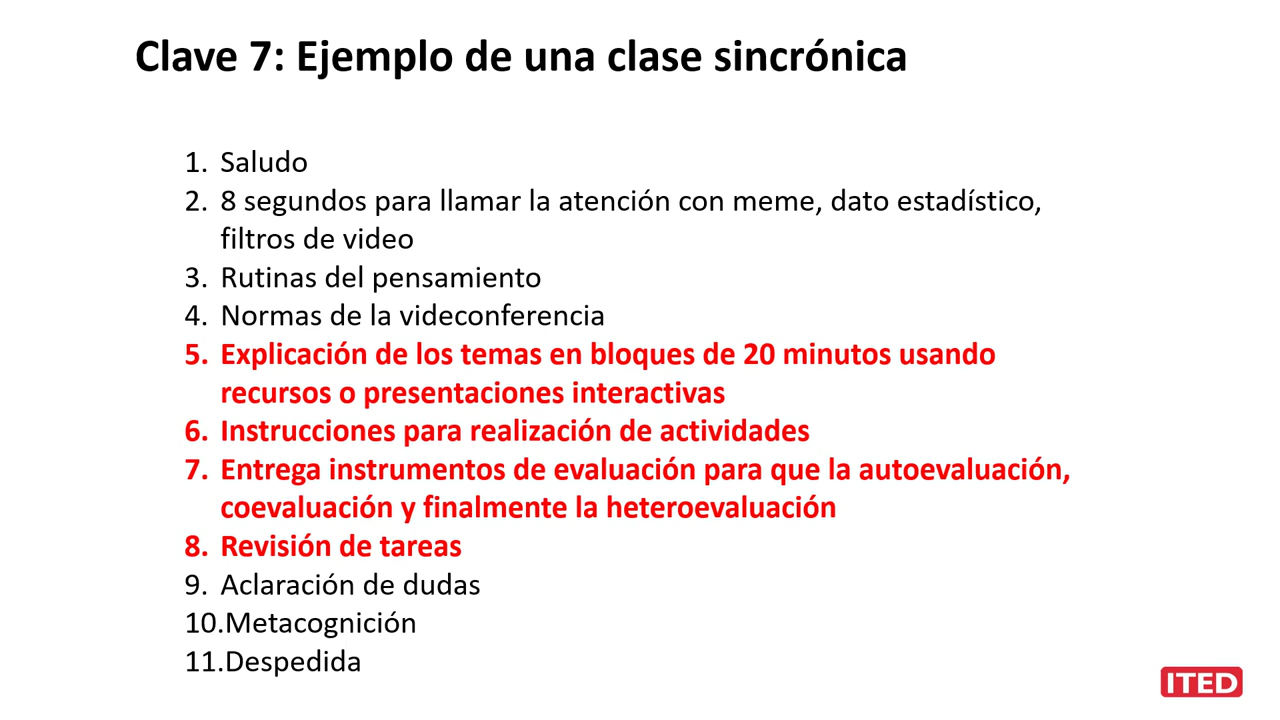 Clave 7: Ejemplo de una clase sincrónica
1. Saludo
2. 8 segundos para llamar la atención con meme, dato estadístico,
filtros de video
3. Rutinas del pensamiento
4. Normas de la videconferencia
5. Explicación de los temas en bloques de 20 minutos usando
recursos o presentaciones interactivas
6. Instrucciones para realización de actividades
7. Entrega instrumentos de evaluación para que la autoevaluación,
coevaluación y finalmente la heteroevaluación
8. Revisión de tareas
9. Aclaración de dudas
10.Metacognición
11.Despedida
ITED